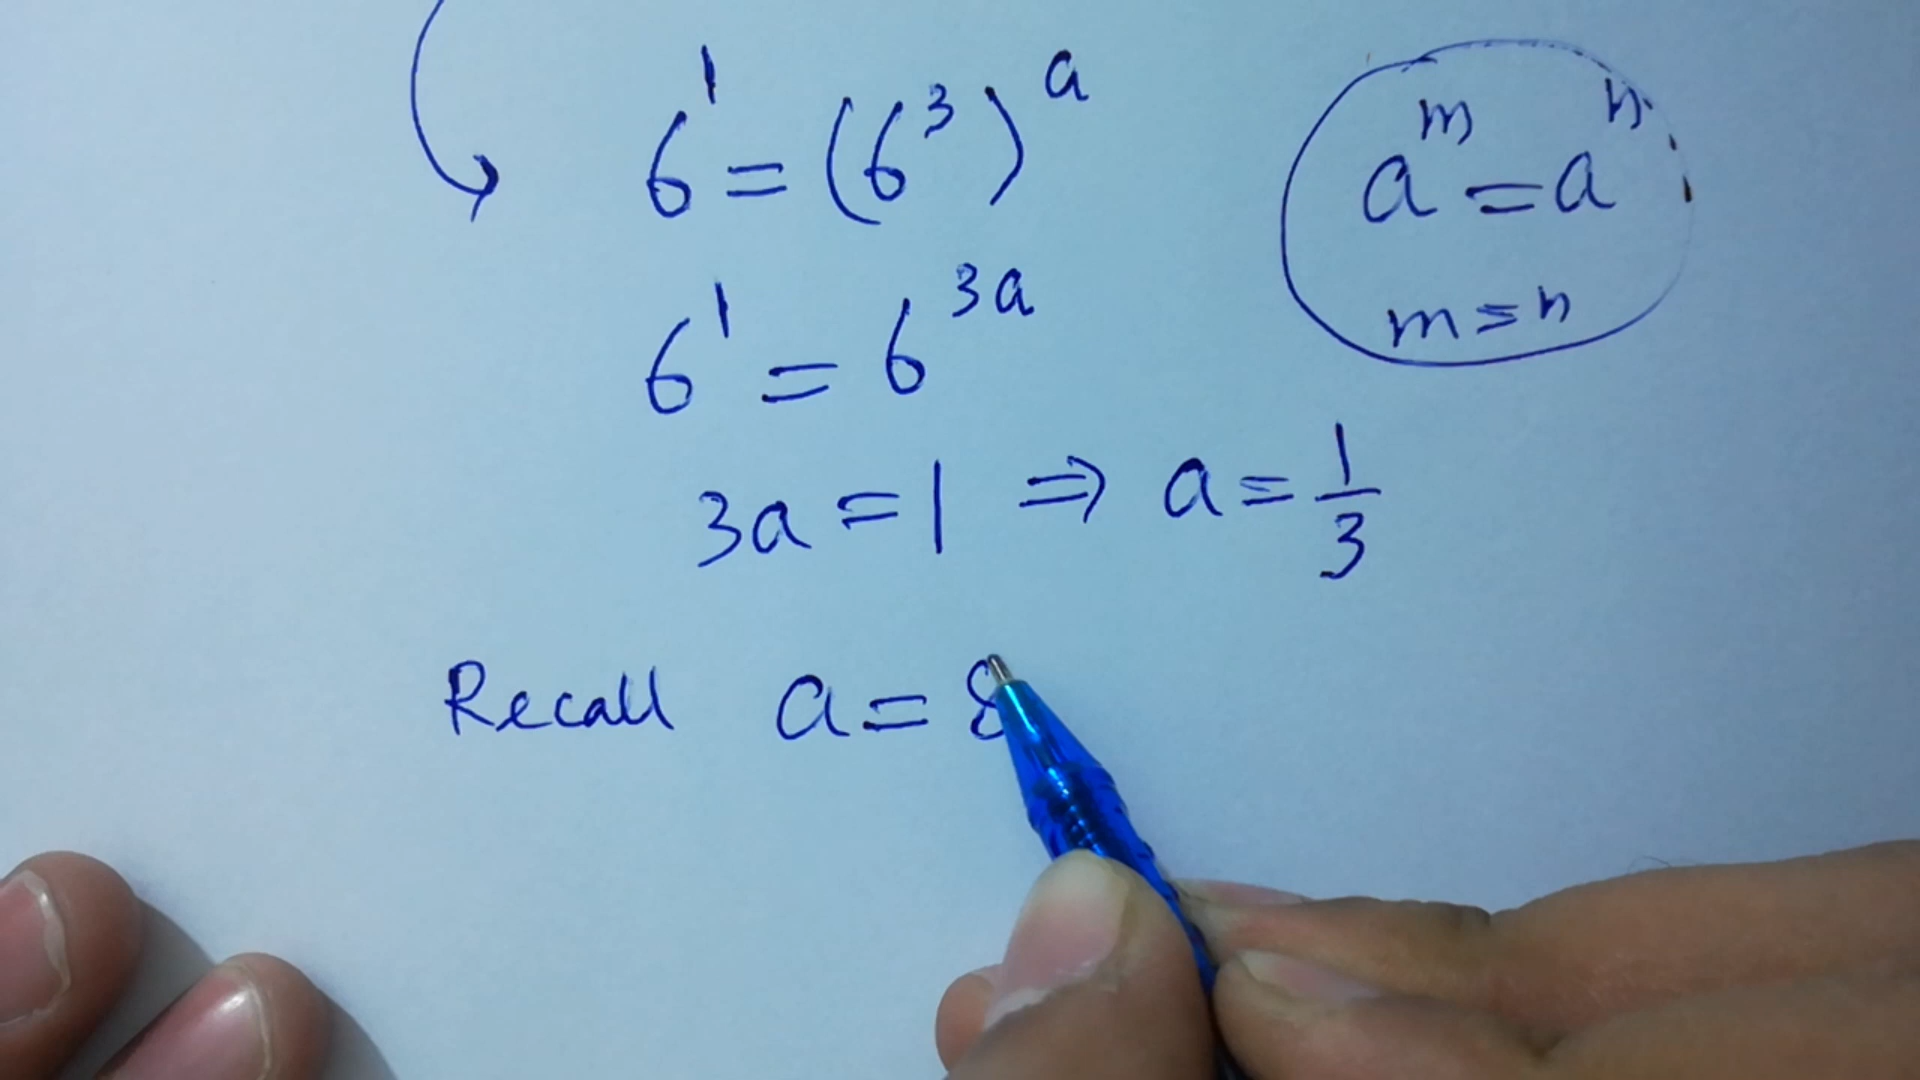 6¹ = (6³)ᵃ
aᵐ = aⁿ
m = n
6¹ = 6³ᵃ
3a = 1 ⇒ a = 1/3
Recall a = 8